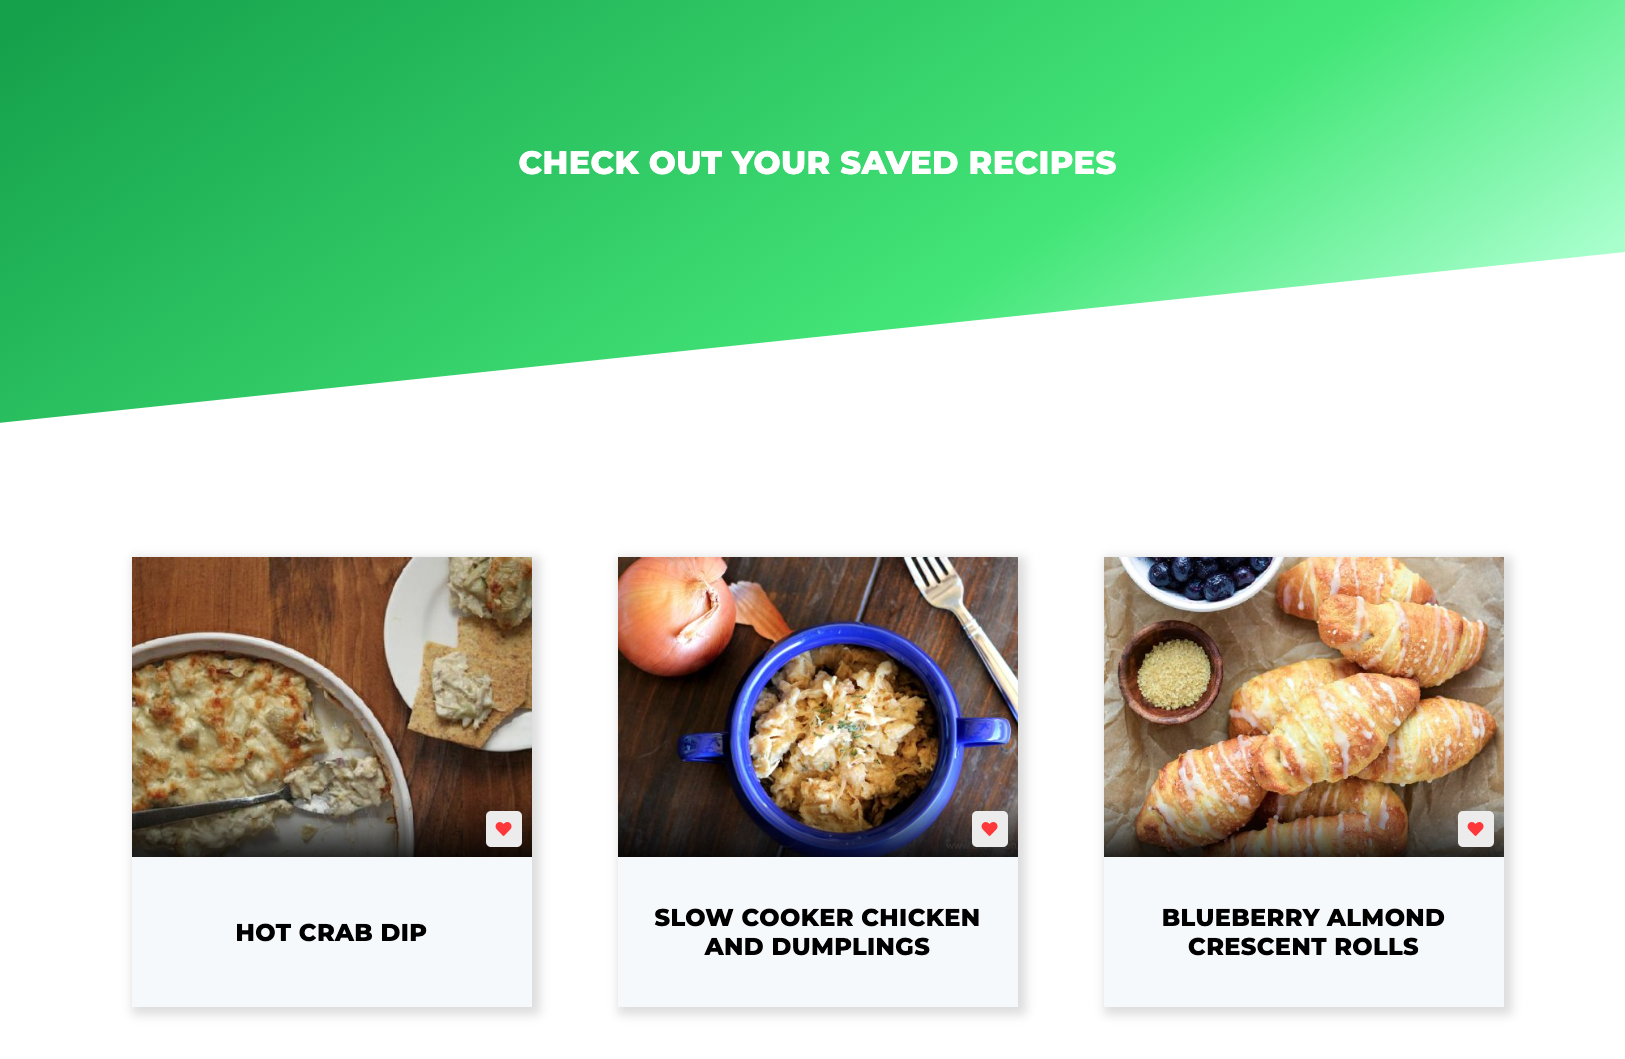 CHECK OUT YOUR SAVED RECIPES
HOT CRAB DIP
SLOW COOKER CHICKEN
AND DUMPLINGS
BLUEBERRY ALMOND
CRESCENT ROLLS